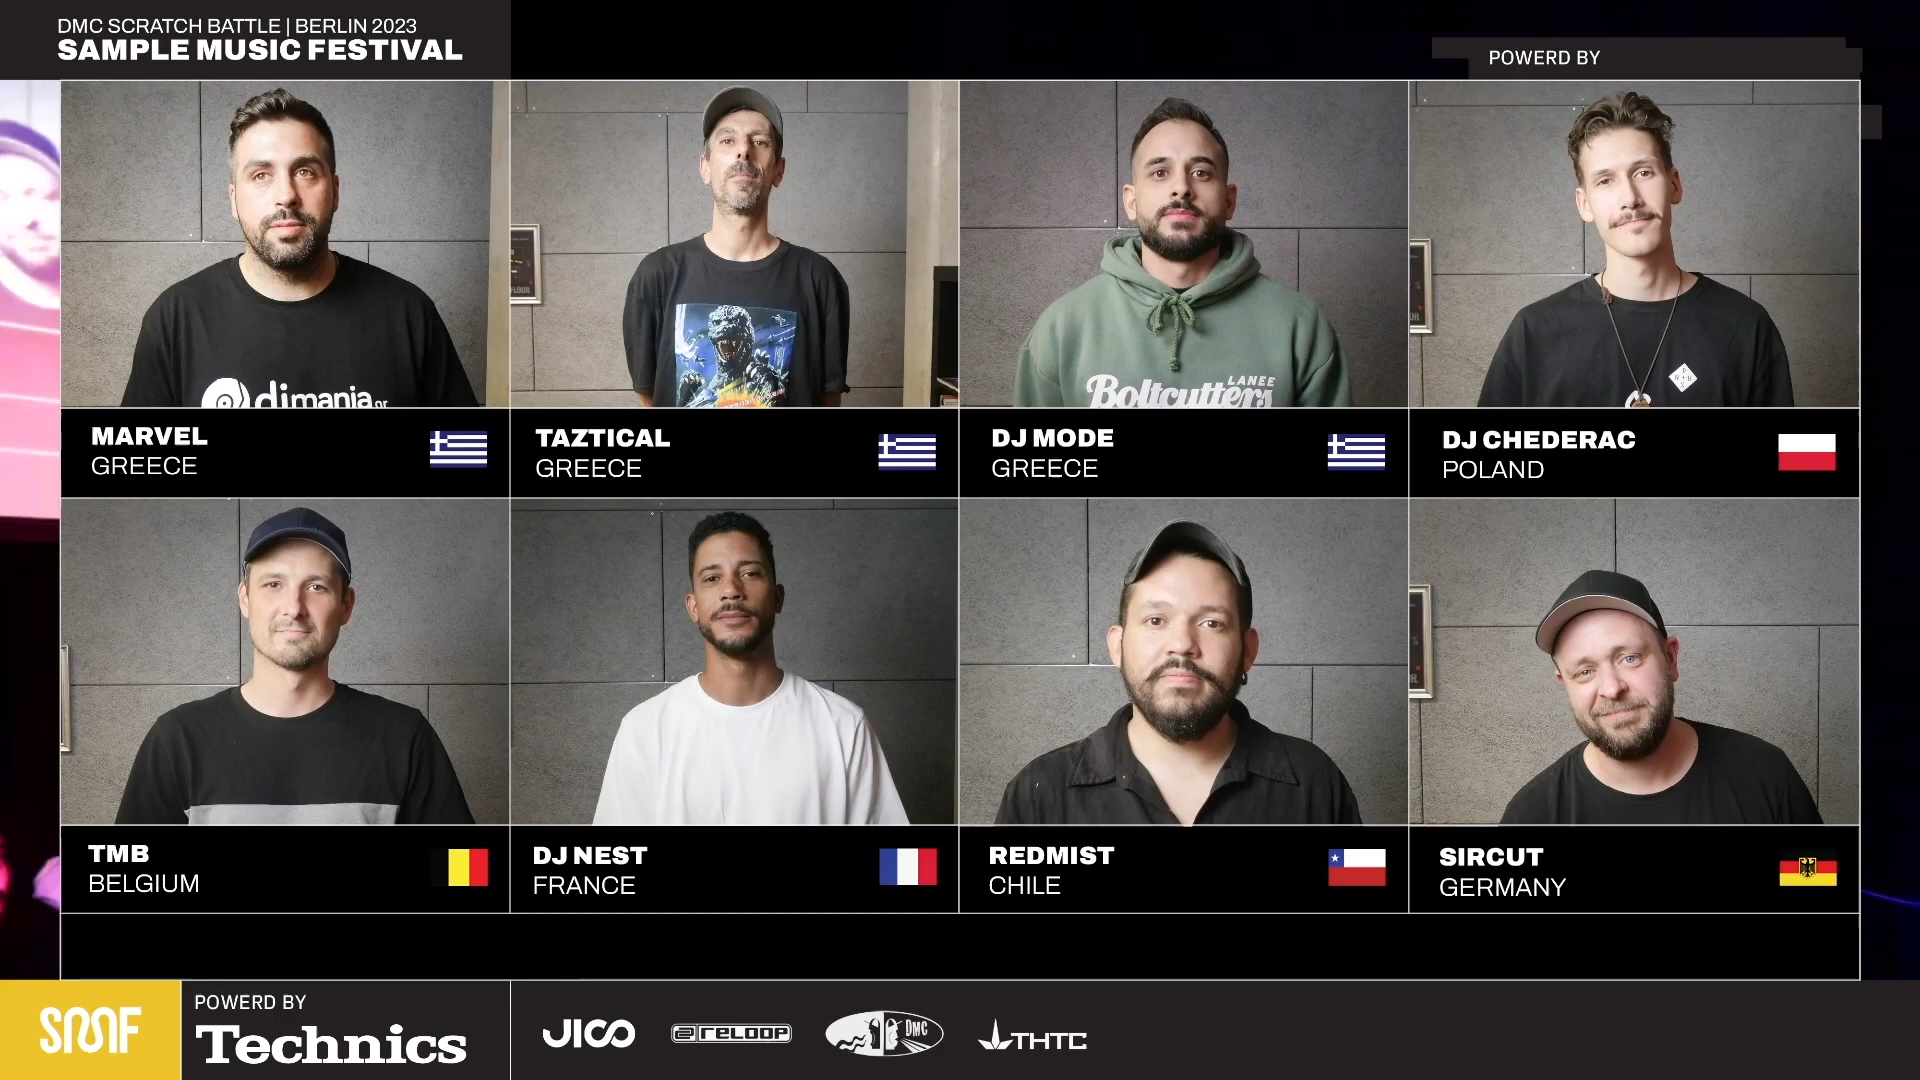 DMC SCRATCH BATTLE | BERLIN 2023
SAMPLE MUSIC FESTIVAL
POWERD BY
djmania.gr
LANEE
Boltcutters
MARVEL
GREECE
TAZTICAL
GREECE
DJ MODE
GREECE
DJ CHEDERAC
POLAND
TMB
BELGIUM
DJ NEST
FRANCE
REDMIST
CHILE
SIRCUT
GERMANY
SMF
POWERD BY
Technics
JICO
RELOOP
DMC
THTC